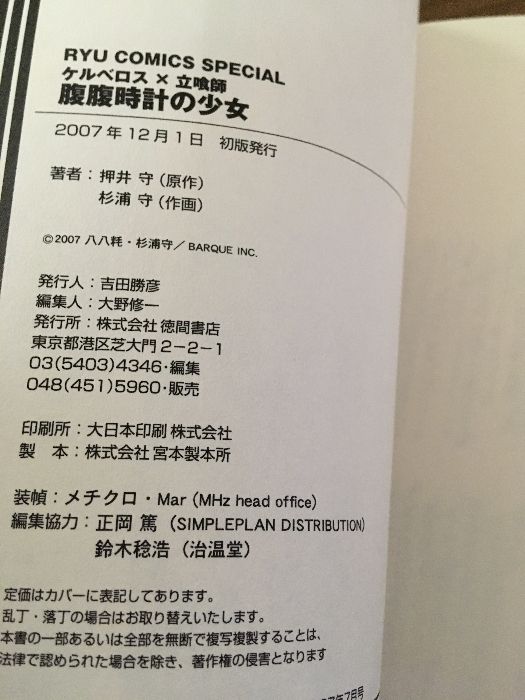 RYU COMICS SPECIAL
ケルベロス × 立喰師
腹腹時計の少女
2007年12月1日 初版発行
著者：押井 守（原作）
杉浦 守（作画）
©2007 八八粍・杉浦守／BARQUE INC.
発行人：吉田勝彦
編集人：大野修一
発行所：株式会社 徳間書店
東京都港区芝大門2－2－1
03(5403)4346・編集
048(451)5960・販売
印刷所：大日本印刷 株式会社
製　本：株式会社 宮本製本所
装幀：メチクロ・Mar (MHz head office)
編集協力：正岡 篤（SIMPLEPLAN DISTRIBUTION）
鈴木稔浩（治温堂）
定価はカバーに表記してあります。
乱丁・落丁の場合はお取り替えいたします。
本書の一部あるいは全部を無断で複写複製することは、
法律で認められた場合を除き、著作権の侵害となります
年7月号